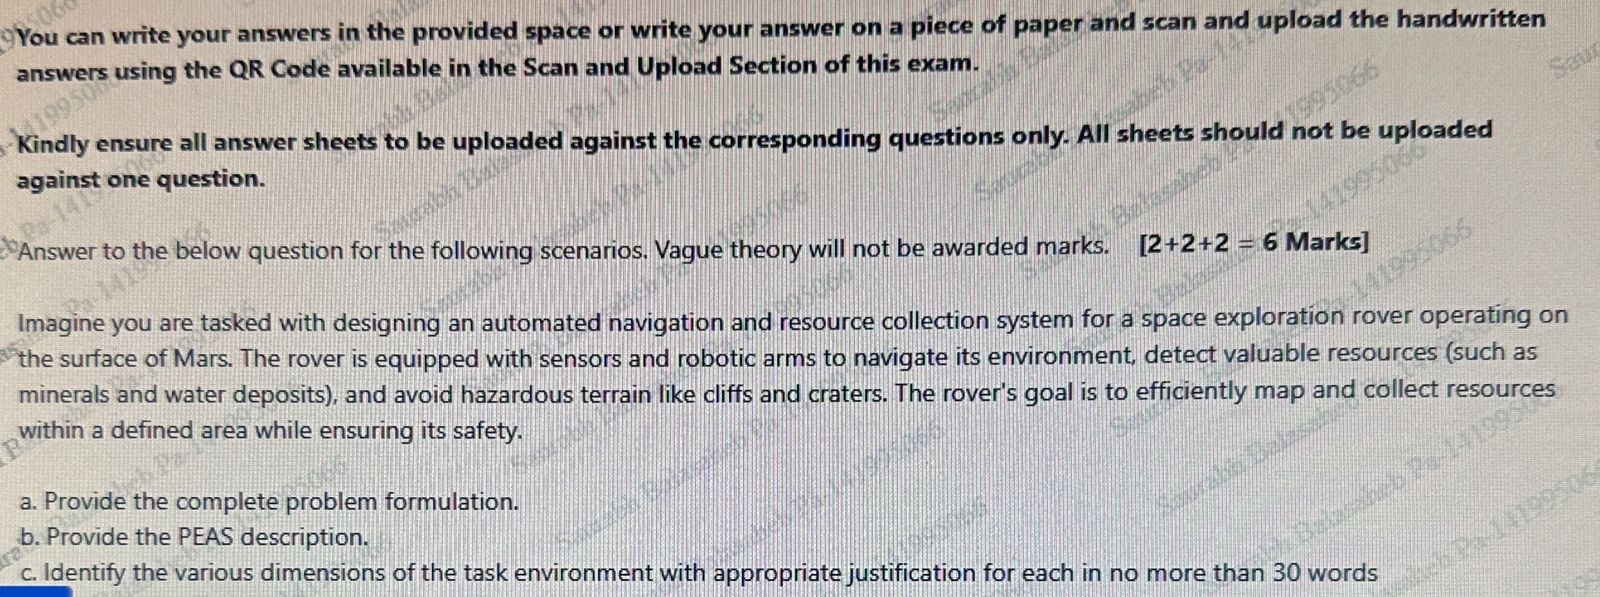 You can write your answers in the provided space or write your answer on a piece of paper and scan and upload the handwritten
answers using the QR Code available in the Scan and Upload Section of this exam.
Kindly ensure all answer sheets to be uploaded against the corresponding questions only. All sheets should not be uploaded
against one question.
Answer to the below question for the following scenarios. Vague theory will not be awarded marks. [2+2+2 = 6 Marks]
Imagine you are tasked with designing an automated navigation and resource collection system for a space exploration rover operating on
the surface of Mars. The rover is equipped with sensors and robotic arms to navigate its environment, detect valuable resources (such as
minerals and water deposits), and avoid hazardous terrain like cliffs and craters. The rover's goal is to efficiently map and collect resources
within a defined area while ensuring its safety.
a. Provide the complete problem formulation.
b. Provide the PEAS description.
c. Identify the various dimensions of the task environment with appropriate justification for each in no more than 30 words